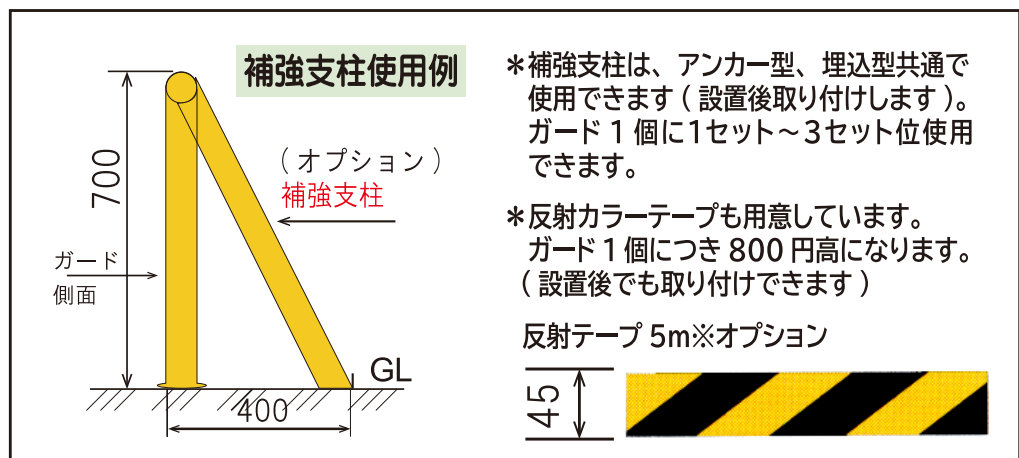 補強支柱使用例
700
(オプション)
補強支柱
ガード
側面
GL
400
*補強支柱は、アンカー型、埋込型共通で
使用できます(設置後取り付けします)。
ガード1個に1セット~3セット位使用
できます。
*反射カラーテープも用意しています。
ガード1個につき800円高になります。
(設置後でも取り付けできます)
反射テープ 5m※オプション
45